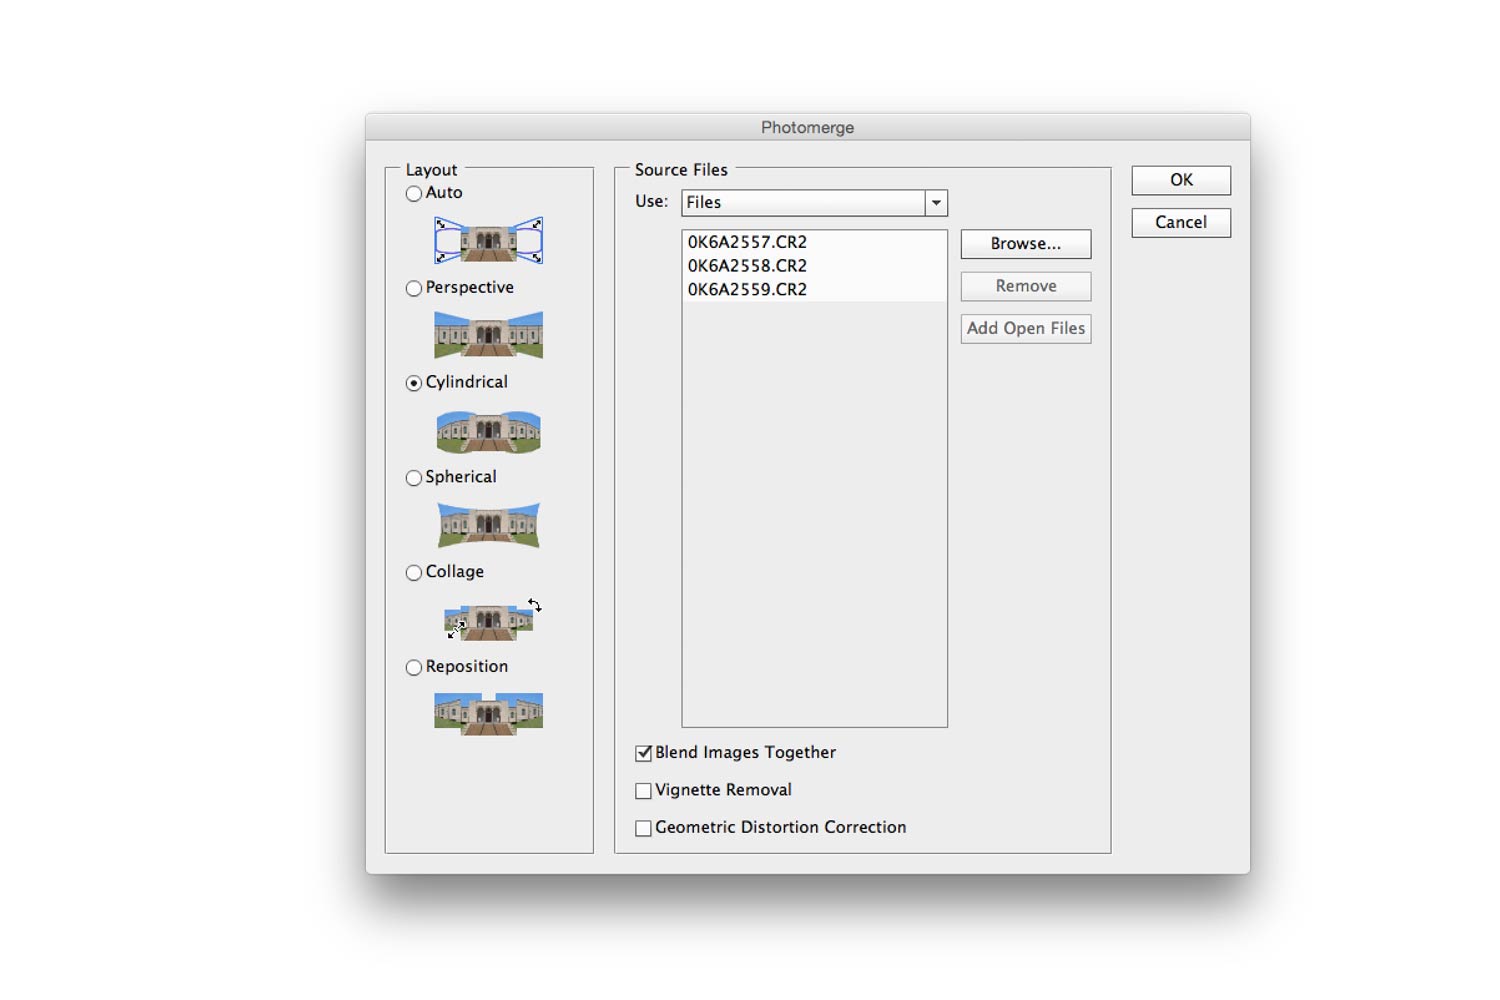 Photomerge
Layout
Auto
Perspective
Cylindrical
Spherical
Collage
Reposition
Source Files
Use: Files
0K6A2557.CR2
0K6A2558.CR2
0K6A2559.CR2
Browse...
Remove
Add Open Files
Blend Images Together
Vignette Removal
Geometric Distortion Correction
OK
Cancel